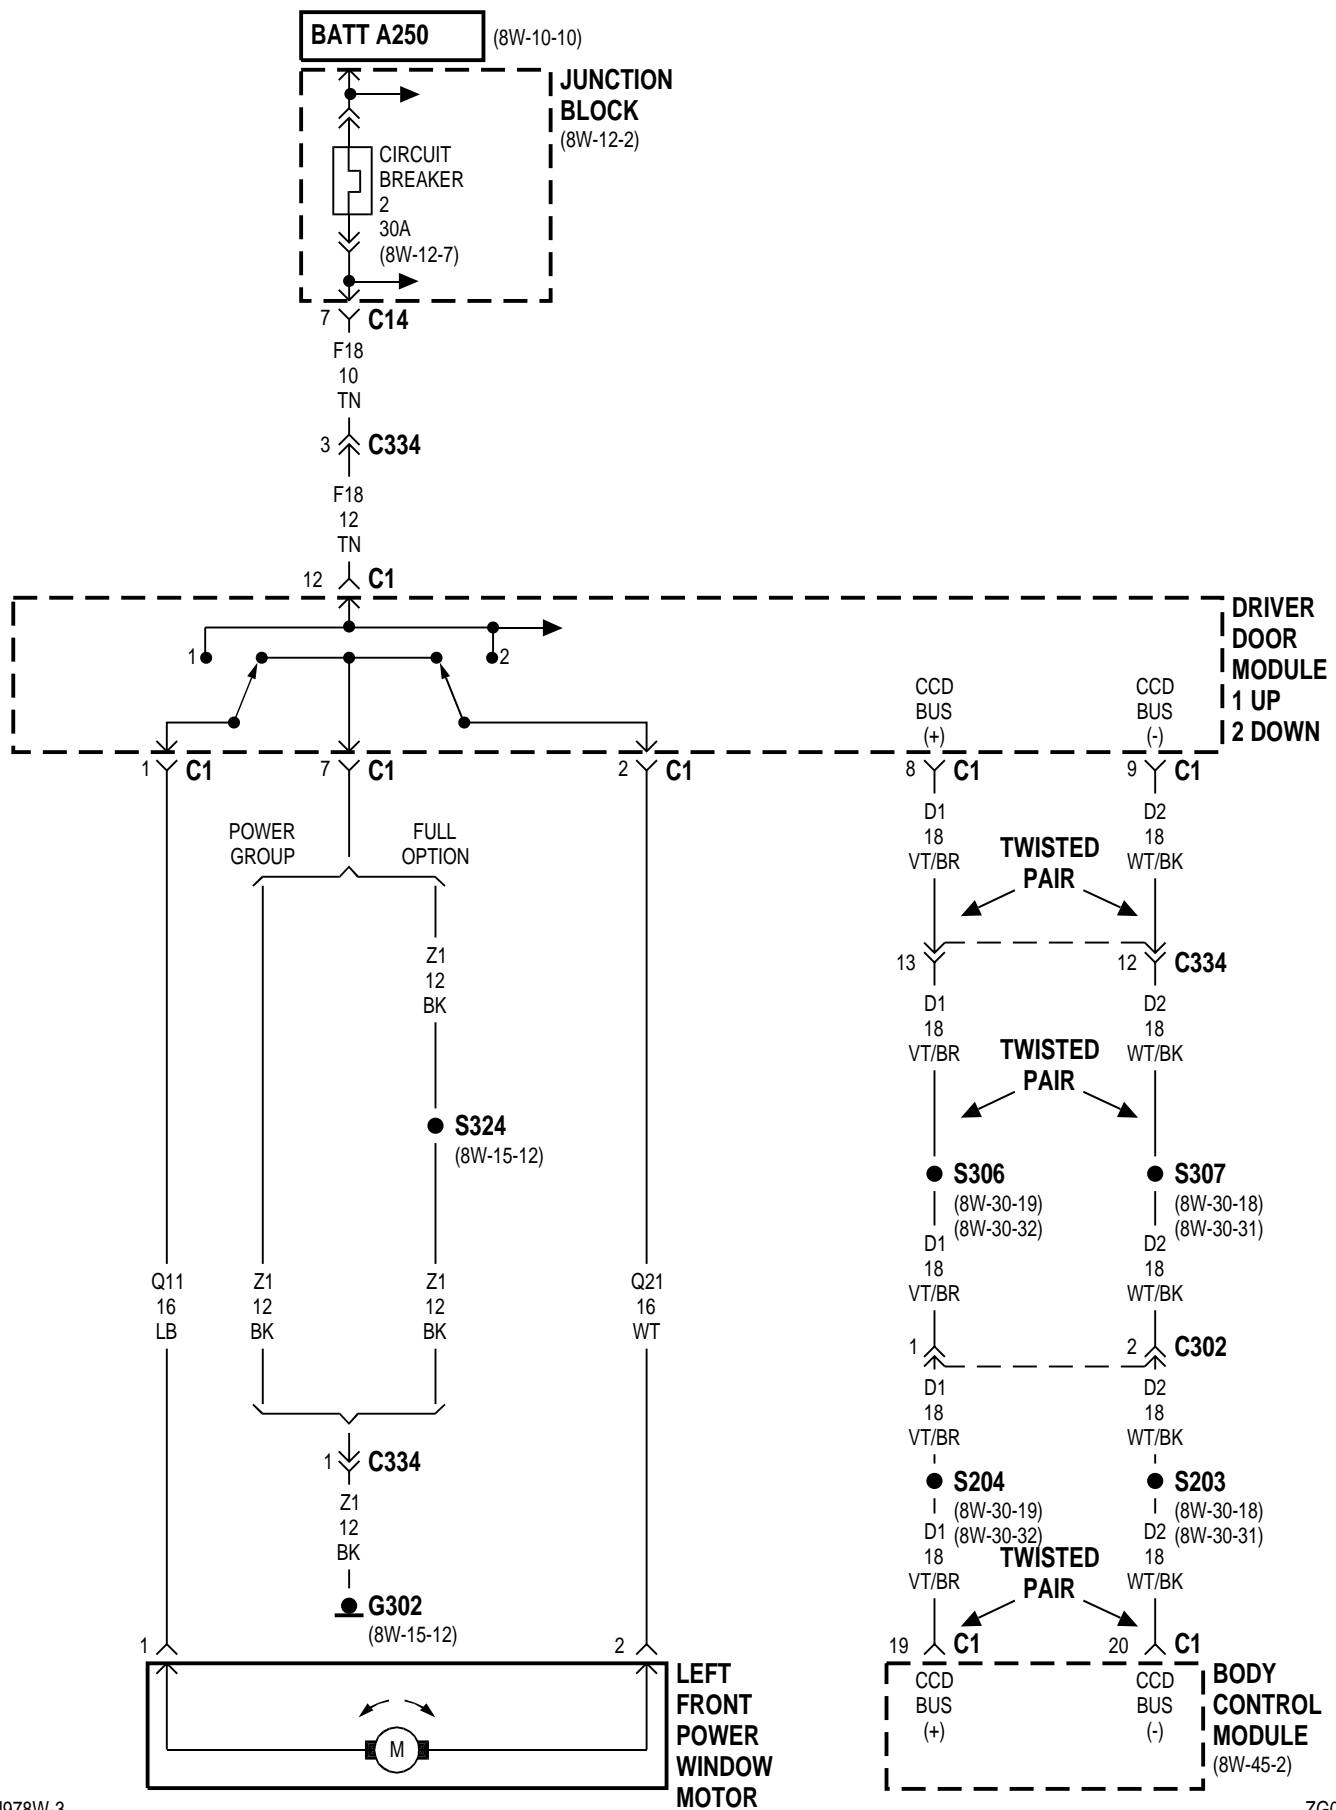 BATT A250
(8W-10-10)
JUNCTION
BLOCK
(8W-12-2)
CIRCUIT
BREAKER
2
30A
(8W-12-7)
7
C14
F18
10
TN
3
C334
F18
12
TN
12
C1
DRIVER
DOOR
MODULE
1 UP
2 DOWN
1
2
CCD
BUS
(+)
CCD
BUS
(-)
1
C1
7
C1
2
C1
8
C1
9
C1
POWER
GROUP
FULL
OPTION
D1
18
VT/BR
TWISTED
PAIR
D2
18
WT/BK
Z1
12
BK
13
12
C334
D1
18
VT/BR
TWISTED
PAIR
D2
18
WT/BK
S324
(8W-15-12)
S306
(8W-30-19)
(8W-30-32)
S307
(8W-30-18)
(8W-30-31)
Q11
16
LB
Z1
12
BK
Z1
12
BK
Q21
16
WT
D1
18
VT/BR
D2
18
WT/BK
1
2
C302
D1
18
VT/BR
D2
18
WT/BK
1
C334
Z1
12
BK
S204
(8W-30-19)
(8W-30-32)
S203
(8W-30-18)
(8W-30-31)
D1
18
VT/BR
TWISTED
PAIR
D2
18
WT/BK
G302
(8W-15-12)
1
2
19
C1
20
C1
LEFT
FRONT
POWER
WINDOW
MOTOR
M
CCD
BUS
(+)
CCD
BUS
(-)
BODY
CONTROL
MODULE
(8W-45-2)